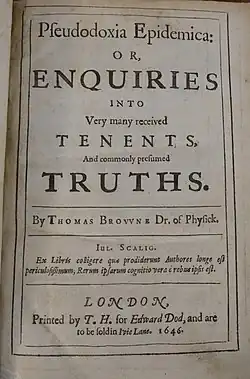 Pseudodoxia Epidemica:
OR,
ENQUIRIES
INTO
Very many received
TENENTS,
And commonly presumed
TRUTHS.
By THOMAS BROVVNE Dr. of Physick.
IUL. SCALIG.
Ex Libris colligere quæ prodiderunt Authores longe est
periculosissimum, Rerum ipsarum cognitio vera è rebus ipsis est.
LONDON,
Printed by T. H. for Edward Dod, and are
to be sold in Ivie Lane. 1646.